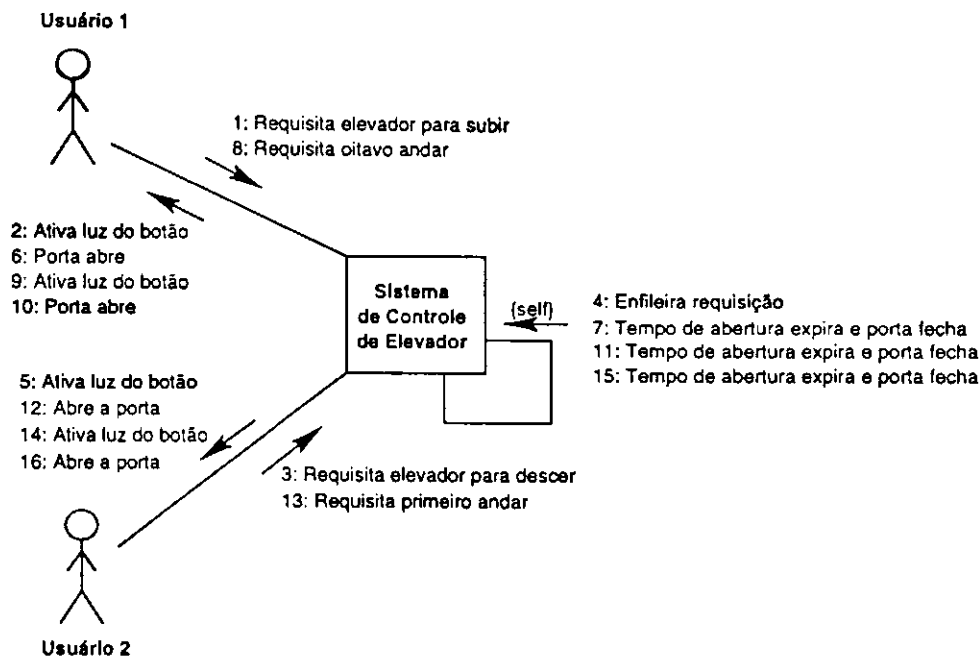 Usuário 1
1: Requisita elevador para subir
8: Requisita oitavo andar
2: Ativa luz do botão
6: Porta abre
9: Ativa luz do botão
10: Porta abre
Sistema
de Controle
de Elevador
{self}
4: Enfileira requisição
7: Tempo de abertura expira e porta fecha
11: Tempo de abertura expira e porta fecha
15: Tempo de abertura expira e porta fecha
5: Ativa luz do botão
12: Abre a porta
14: Ativa luz do botão
16: Abre a porta
3: Requisita elevador para descer
13: Requisita primeiro andar
Usuário 2